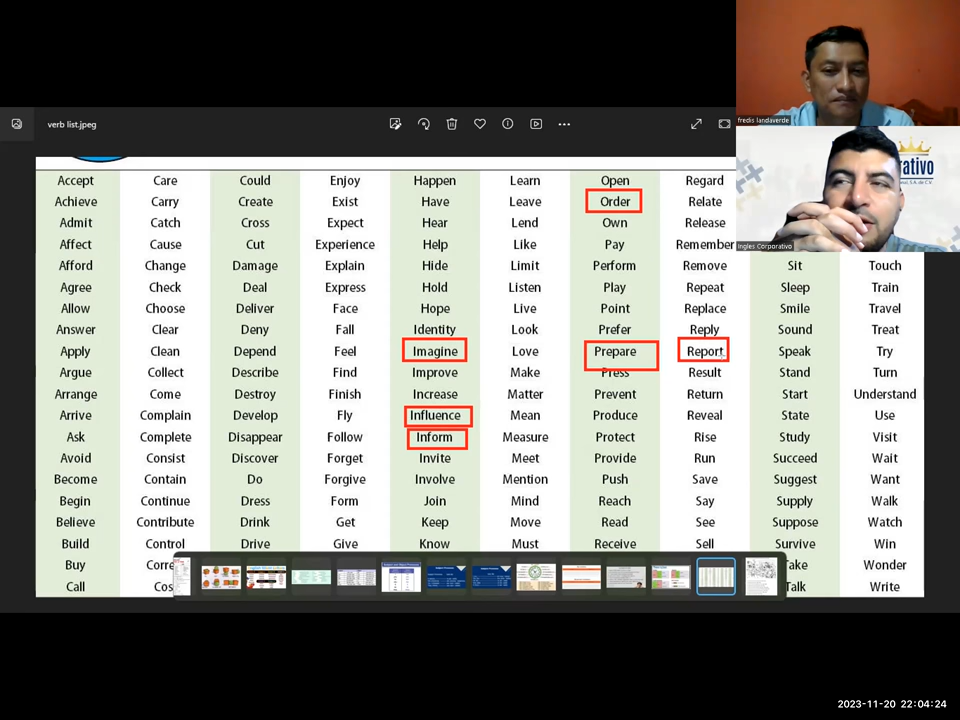 verb list.jpeg
fredis landaverde
rativo
nal, S.A. de C.V.
Ingles Corporativo
Accept Care Could Enjoy Happen Learn Open Regard
Achieve Carry Create Exist Have Leave Order Relate
Admit Catch Cross Expect Hear Lend Own Release
Affect Cause Cut Experience Help Like Pay Remember
Afford Change Damage Explain Hide Limit Perform Remove Sit Touch
Agree Check Deal Express Hold Listen Play Repeat Sleep Train
Allow Choose Deliver Face Hope Live Point Replace Smile Travel
Answer Clear Deny Fall Identity Look Prefer Reply Sound Treat
Apply Clean Depend Feel Imagine Love Prepare Report Speak Try
Argue Collect Describe Find Improve Make Press Result Stand Turn
Arrange Come Destroy Finish Increase Matter Prevent Return Start Understand
Arrive Complain Develop Fly Influence Mean Produce Reveal State Use
Ask Complete Disappear Follow Inform Measure Protect Rise Study Visit
Avoid Consist Discover Forget Invite Meet Provide Run Succeed Wait
Become Contain Do Forgive Involve Mention Push Save Suggest Want
Begin Continue Dress Form Join Mind Reach Say Supply Walk
Believe Contribute Drink Get Keep Move Read See Suppose Watch
Build Control Drive Give Know Must Receive Sell Survive Win
Buy Corre Take Wonder
Call Cos Talk Write
2023-11-20 22:04:24